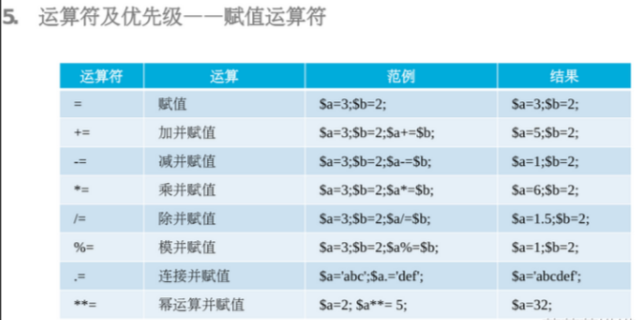 5. 运算符及优先级——赋值运算符
运算符 运算 范例 结果
= 赋值 $a=3;$b=2; $a=3;$b=2;
+= 加并赋值 $a=3;$b=2;$a+=$b; $a=5;$b=2;
-= 减并赋值 $a=3;$b=2;$a-=$b; $a=1;$b=2;
*= 乘并赋值 $a=3;$b=2;$a*=$b; $a=6;$b=2;
/= 除并赋值 $a=3;$b=2;$a/=$b; $a=1.5;$b=2;
%= 模并赋值 $a=3;$b=2;$a%=$b; $a=1;$b=2;
.= 连接并赋值 $a='abc';$a.='def'; $a='abcdef';
**= 幂运算并赋值 $a=2; $a**= 5; $a=32;